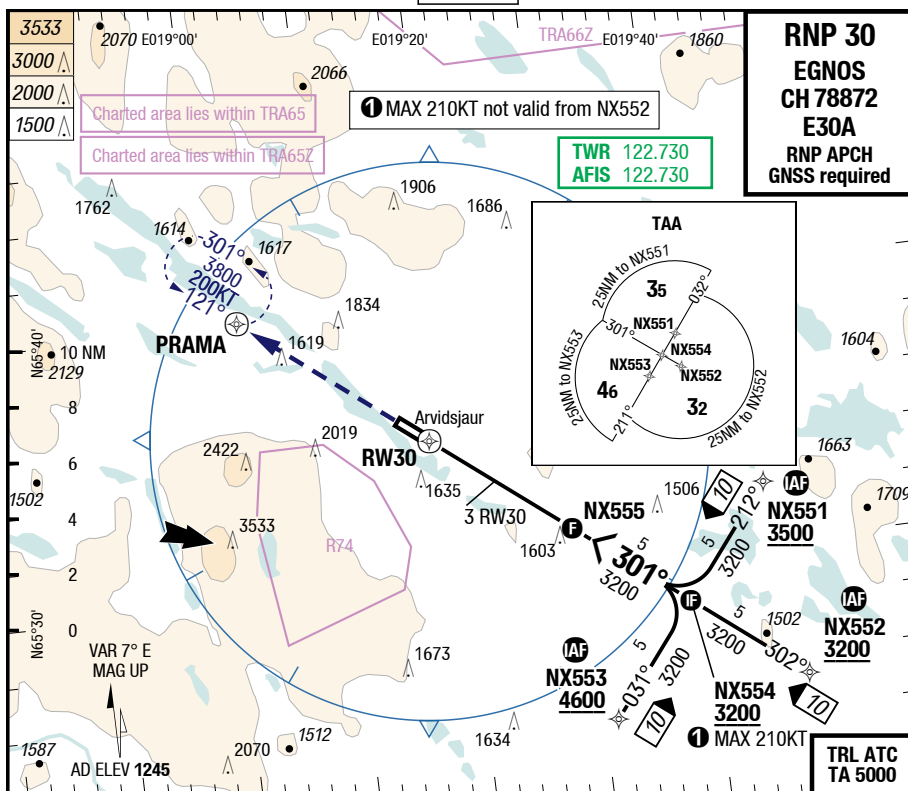 3533
3000
2000
1500
2070
E019°00'
E019°20'
TRA66Z
E019°40'
1860
2066
RNP 30
EGNOS
CH 78872
E30A
RNP APCH
GNSS required
Charted area lies within TRA65
Charted area lies within TRA65Z
1 MAX 210KT not valid from NX552
TWR 122.730
AFIS 122.730
1762
1906
1686
1614
1617
301°
3800
200KT
121°
PRAMA
1834
1619
TAA
25NM to NX551
35
032°
301°
NX551
NX554
NX553
NX552
25NM to NX553
46
32
211°
25NM to NX552
1604
N65°40'
10 NM
2129
8
6
4
2
0
N65°30'
1502
Arvidsjaur
RW30
2422
2019
1635
3 RW30
3533
R74
1603
F NX555
1506
5
301°
3200
10
212°
5
3200
IAF
NX551
3500
1663
1709
IF
5
3200
1502
302°
10
IAF
NX552
3200
IAF
NX553
4600
031°
5
3200
10
NX554
3200
1 MAX 210KT
1673
1634
1512
2070
1587
VAR 7° E
MAG UP
AD ELEV 1245
TRL ATC
TA 5000